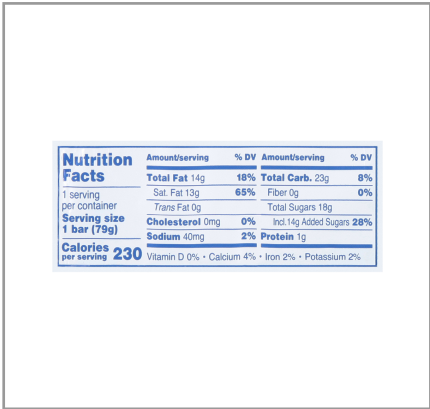 Nutrition
Facts
1 serving
per container
Serving size
1 bar (79g)
Calories
per serving 230
Amount/serving % DV
Total Fat 14g 18%
Sat. Fat 13g 65%
Trans Fat 0g
Cholesterol 0mg 0%
Sodium 40mg 2%
Amount/serving % DV
Total Carb. 23g 8%
Fiber 0g 0%
Total Sugars 18g
Incl.14g Added Sugars 28%
Protein 1g
Vitamin D 0% • Calcium 4% • Iron 2% • Potassium 2%